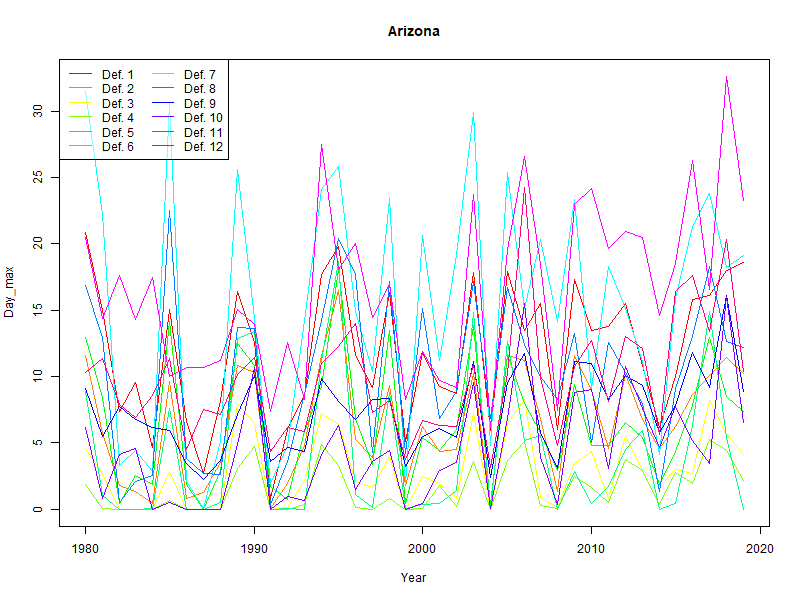 Arizona
Def. 1 Def. 7
Def. 2 Def. 8
Def. 3 Def. 9
Def. 4 Def. 10
Def. 5 Def. 11
Def. 6 Def. 12
Day_max
30
25
20
15
10
5
0
1980 1990 2000 2010 2020
Year